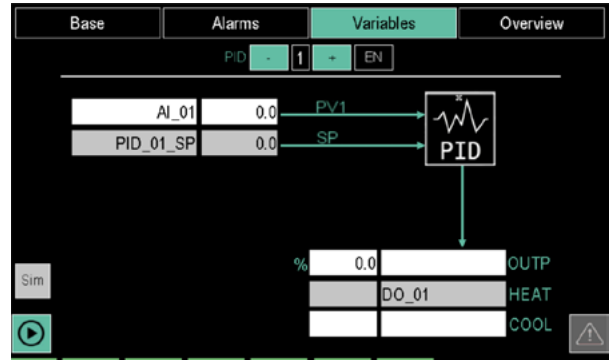 Base Alarms Variables Overview
PID - 1 + EN
AI_01 0.0 PV1
PID_01_SP 0.0 SP
PID
% 0.0 OUTP
Sim
DO_01 HEAT
COOL